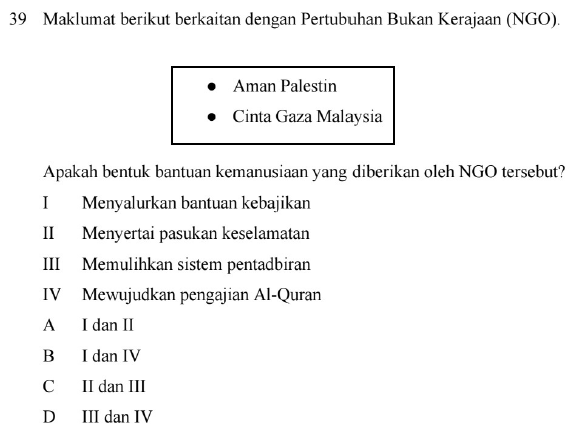 39 Maklumat berikut berkaitan dengan Pertubuhan Bukan Kerajaan (NGO).
• Aman Palestin
• Cinta Gaza Malaysia
Apakah bentuk bantuan kemanusiaan yang diberikan oleh NGO tersebut?
I Menyalurkan bantuan kebajikan
II Menyertai pasukan keselamatan
III Memulihkan sistem pentadbiran
IV Mewujudkan pengajian Al-Quran
A I dan II
B I dan IV
C II dan III
D III dan IV